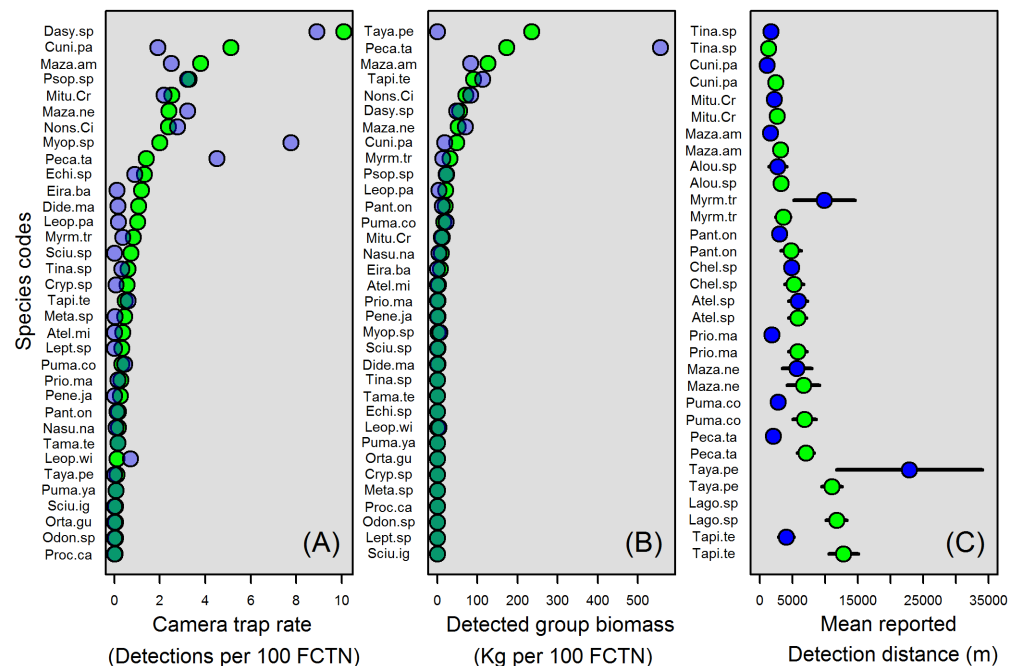 Species codes
Dasy.sp
Cuni.pa
Maza.am
Psop.sp
Mitu.Cr
Maza.ne
Nons.Ci
Myop.sp
Peca.ta
Echi.sp
Eira.ba
Dide.ma
Leop.pa
Myrm.tr
Sciu.sp
Tina.sp
Cryp.sp
Tapi.te
Meta.sp
Atel.mi
Lept.sp
Puma.co
Prio.ma
Pene.ja
Pant.on
Nasu.na
Tama.te
Leop.wi
Taya.pe
Puma.ya
Sciu.ig
Orta.gu
Odon.sp
Proc.ca
(A)
0 2 4 6 8 10
Camera trap rate
(Detections per 100 FCTN)
Taya.pe
Peca.ta
Maza.am
Tapi.te
Nons.Ci
Dasy.sp
Maza.ne
Cuni.pa
Myrm.tr
Psop.sp
Leop.pa
Pant.on
Puma.co
Mitu.Cr
Nasu.na
Eira.ba
Atel.mi
Prio.ma
Pene.ja
Myop.sp
Sciu.sp
Dide.ma
Tina.sp
Tama.te
Echi.sp
Leop.wi
Puma.ya
Orta.gu
Cryp.sp
Meta.sp
Proc.ca
Odon.sp
Lept.sp
Sciu.ig
(B)
0 100 200 300 400 500
Detected group biomass
(Kg per 100 FCTN)
Tina.sp
Tina.sp
Cuni.pa
Cuni.pa
Mitu.Cr
Mitu.Cr
Maza.am
Maza.am
Alou.sp
Alou.sp
Myrm.tr
Myrm.tr
Pant.on
Pant.on
Chel.sp
Chel.sp
Atel.sp
Atel.sp
Prio.ma
Prio.ma
Maza.ne
Maza.ne
Puma.co
Puma.co
Peca.ta
Peca.ta
Taya.pe
Taya.pe
Lago.sp
Lago.sp
Tapi.te
Tapi.te
(C)
0 5000 15000 25000 35000
Mean reported
Detection distance (m)